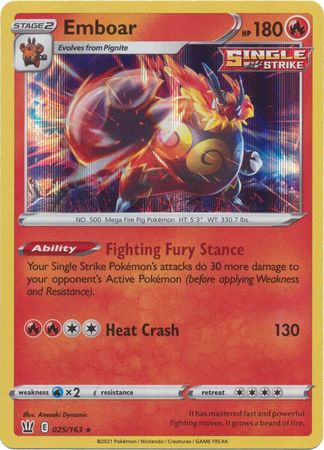 STAGE 2 Emboar HP 180
Evolves from Pignite
SINGLE
STRIKE
NO. 500 Mega Fire Pig Pokémon HT: 5'3" WT: 330.7 lbs.
Ability Fighting Fury Stance
Your Single Strike Pokémon's attacks do 30 more damage to
your opponent's Active Pokémon (before applying Weakness
and Resistance).
Heat Crash 130
weakness ×2 resistance retreat
Illus. Anesaki Dynamic
E 025/163 ★
It has mastered fast and powerful
fighting moves. It grows a beard of fire.
©2021 Pokémon / Nintendo / Creatures / GAME FREAK